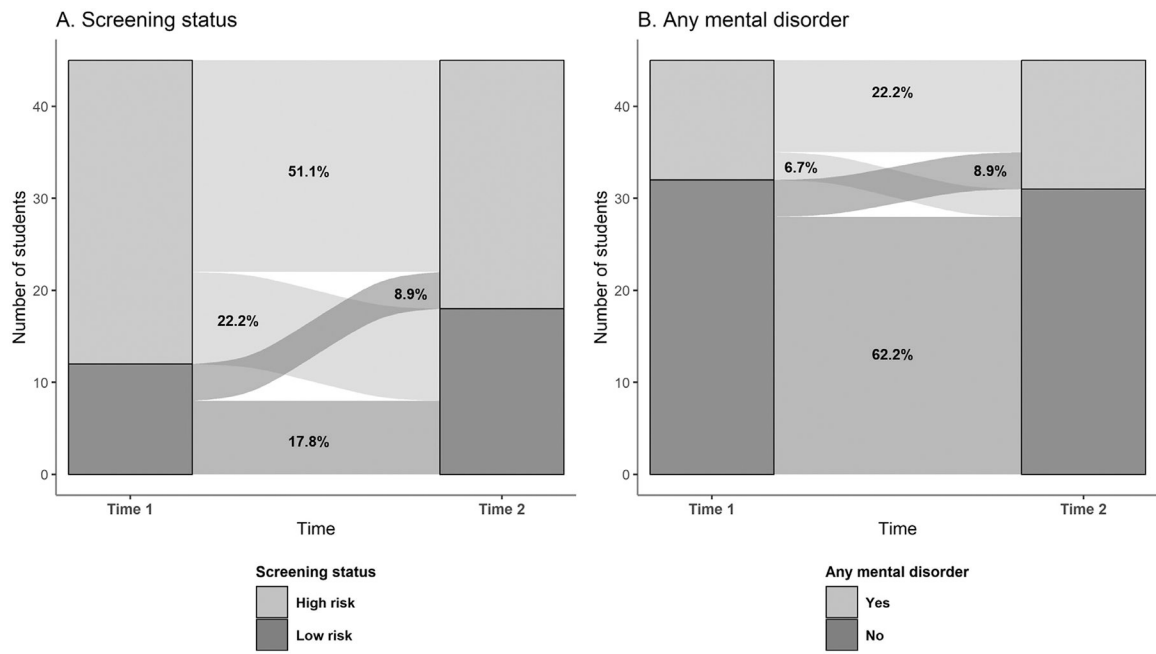 A. Screening status
Number of students
40
30
20
10
0
51.1%
22.2%
8.9%
17.8%
Time 1
Time 2
Time
Screening status
High risk
Low risk
B. Any mental disorder
Number of students
40
30
20
10
0
22.2%
6.7%
8.9%
62.2%
Time 1
Time 2
Time
Any mental disorder
Yes
No